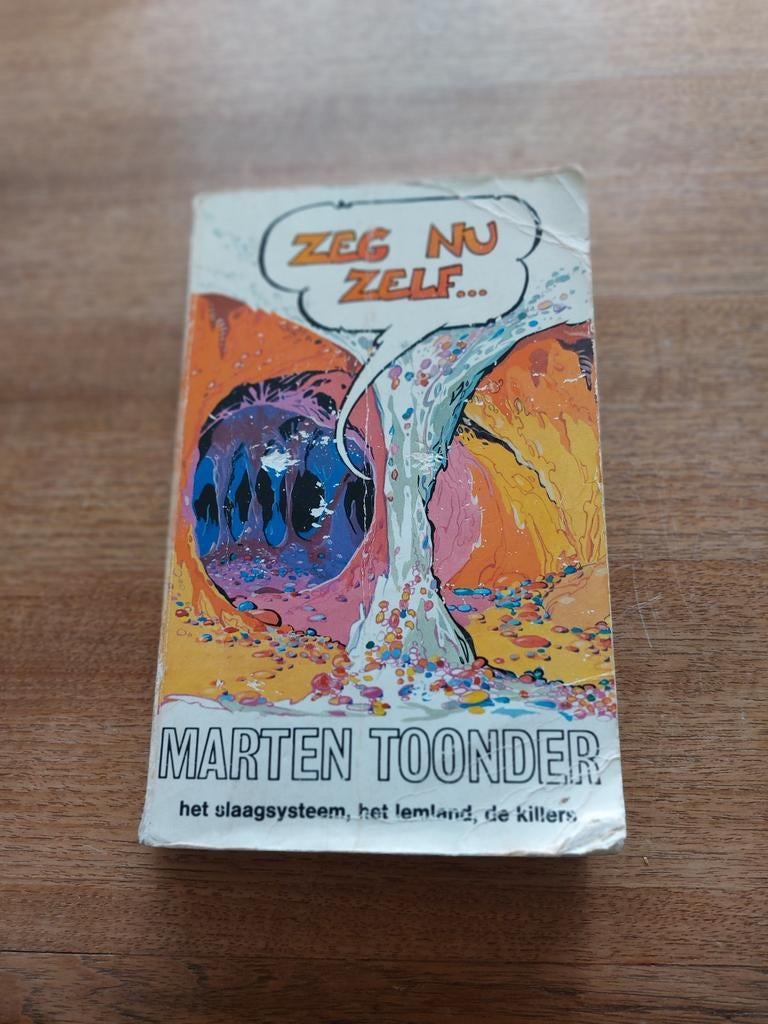 ZEG NU
ZELF...
MARTEN TOONDER
het slaagsysteem, het lemland, de killers